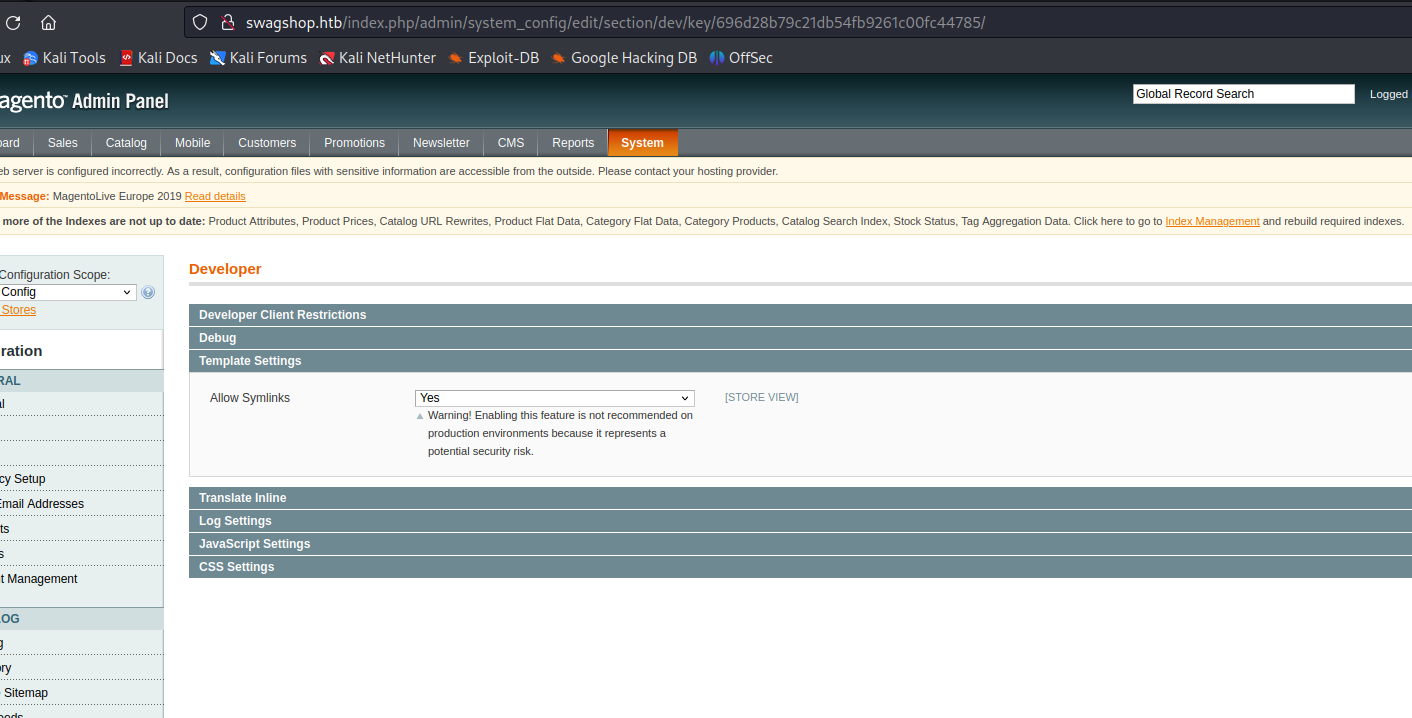 swagshop.htb/index.php/admin/system_config/edit/section/dev/key/696d28b79c21db54fb9261c00fc44785/
ux Kali Tools Kali Docs Kali Forums Kali NetHunter Exploit-DB Google Hacking DB OffSec
agento™ Admin Panel Global Record Search Logged
ard Sales Catalog Mobile Customers Promotions Newsletter CMS Reports System
eb server is configured incorrectly. As a result, configuration files with sensitive information are accessible from the outside. Please contact your hosting provider.
Message: MagentoLive Europe 2019 Read details
more of the Indexes are not up to date: Product Attributes, Product Prices, Catalog URL Rewrites, Product Flat Data, Category Flat Data, Category Products, Catalog Search Index, Stock Status, Tag Aggregation Data. Click here to go to Index Management and rebuild required indexes.
Configuration Scope:
Config
Stores
ration
RAL
al
cy Setup
Email Addresses
ts
s
t Management
LOG
g
ory
Sitemap
eeds
Developer
Developer Client Restrictions
Debug
Template Settings
Allow Symlinks Yes [STORE VIEW]
Warning! Enabling this feature is not recommended on
production environments because it represents a
potential security risk.
Translate Inline
Log Settings
JavaScript Settings
CSS Settings